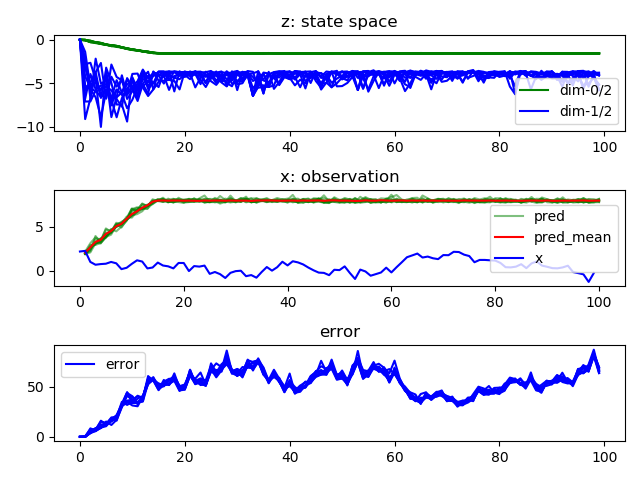 z: state space
0
−5
−10
dim-0/2
dim-1/2
0 20 40 60 80 100
x: observation
5
0
pred
pred_mean
x
0 20 40 60 80 100
error
50
0
error
0 20 40 60 80 100